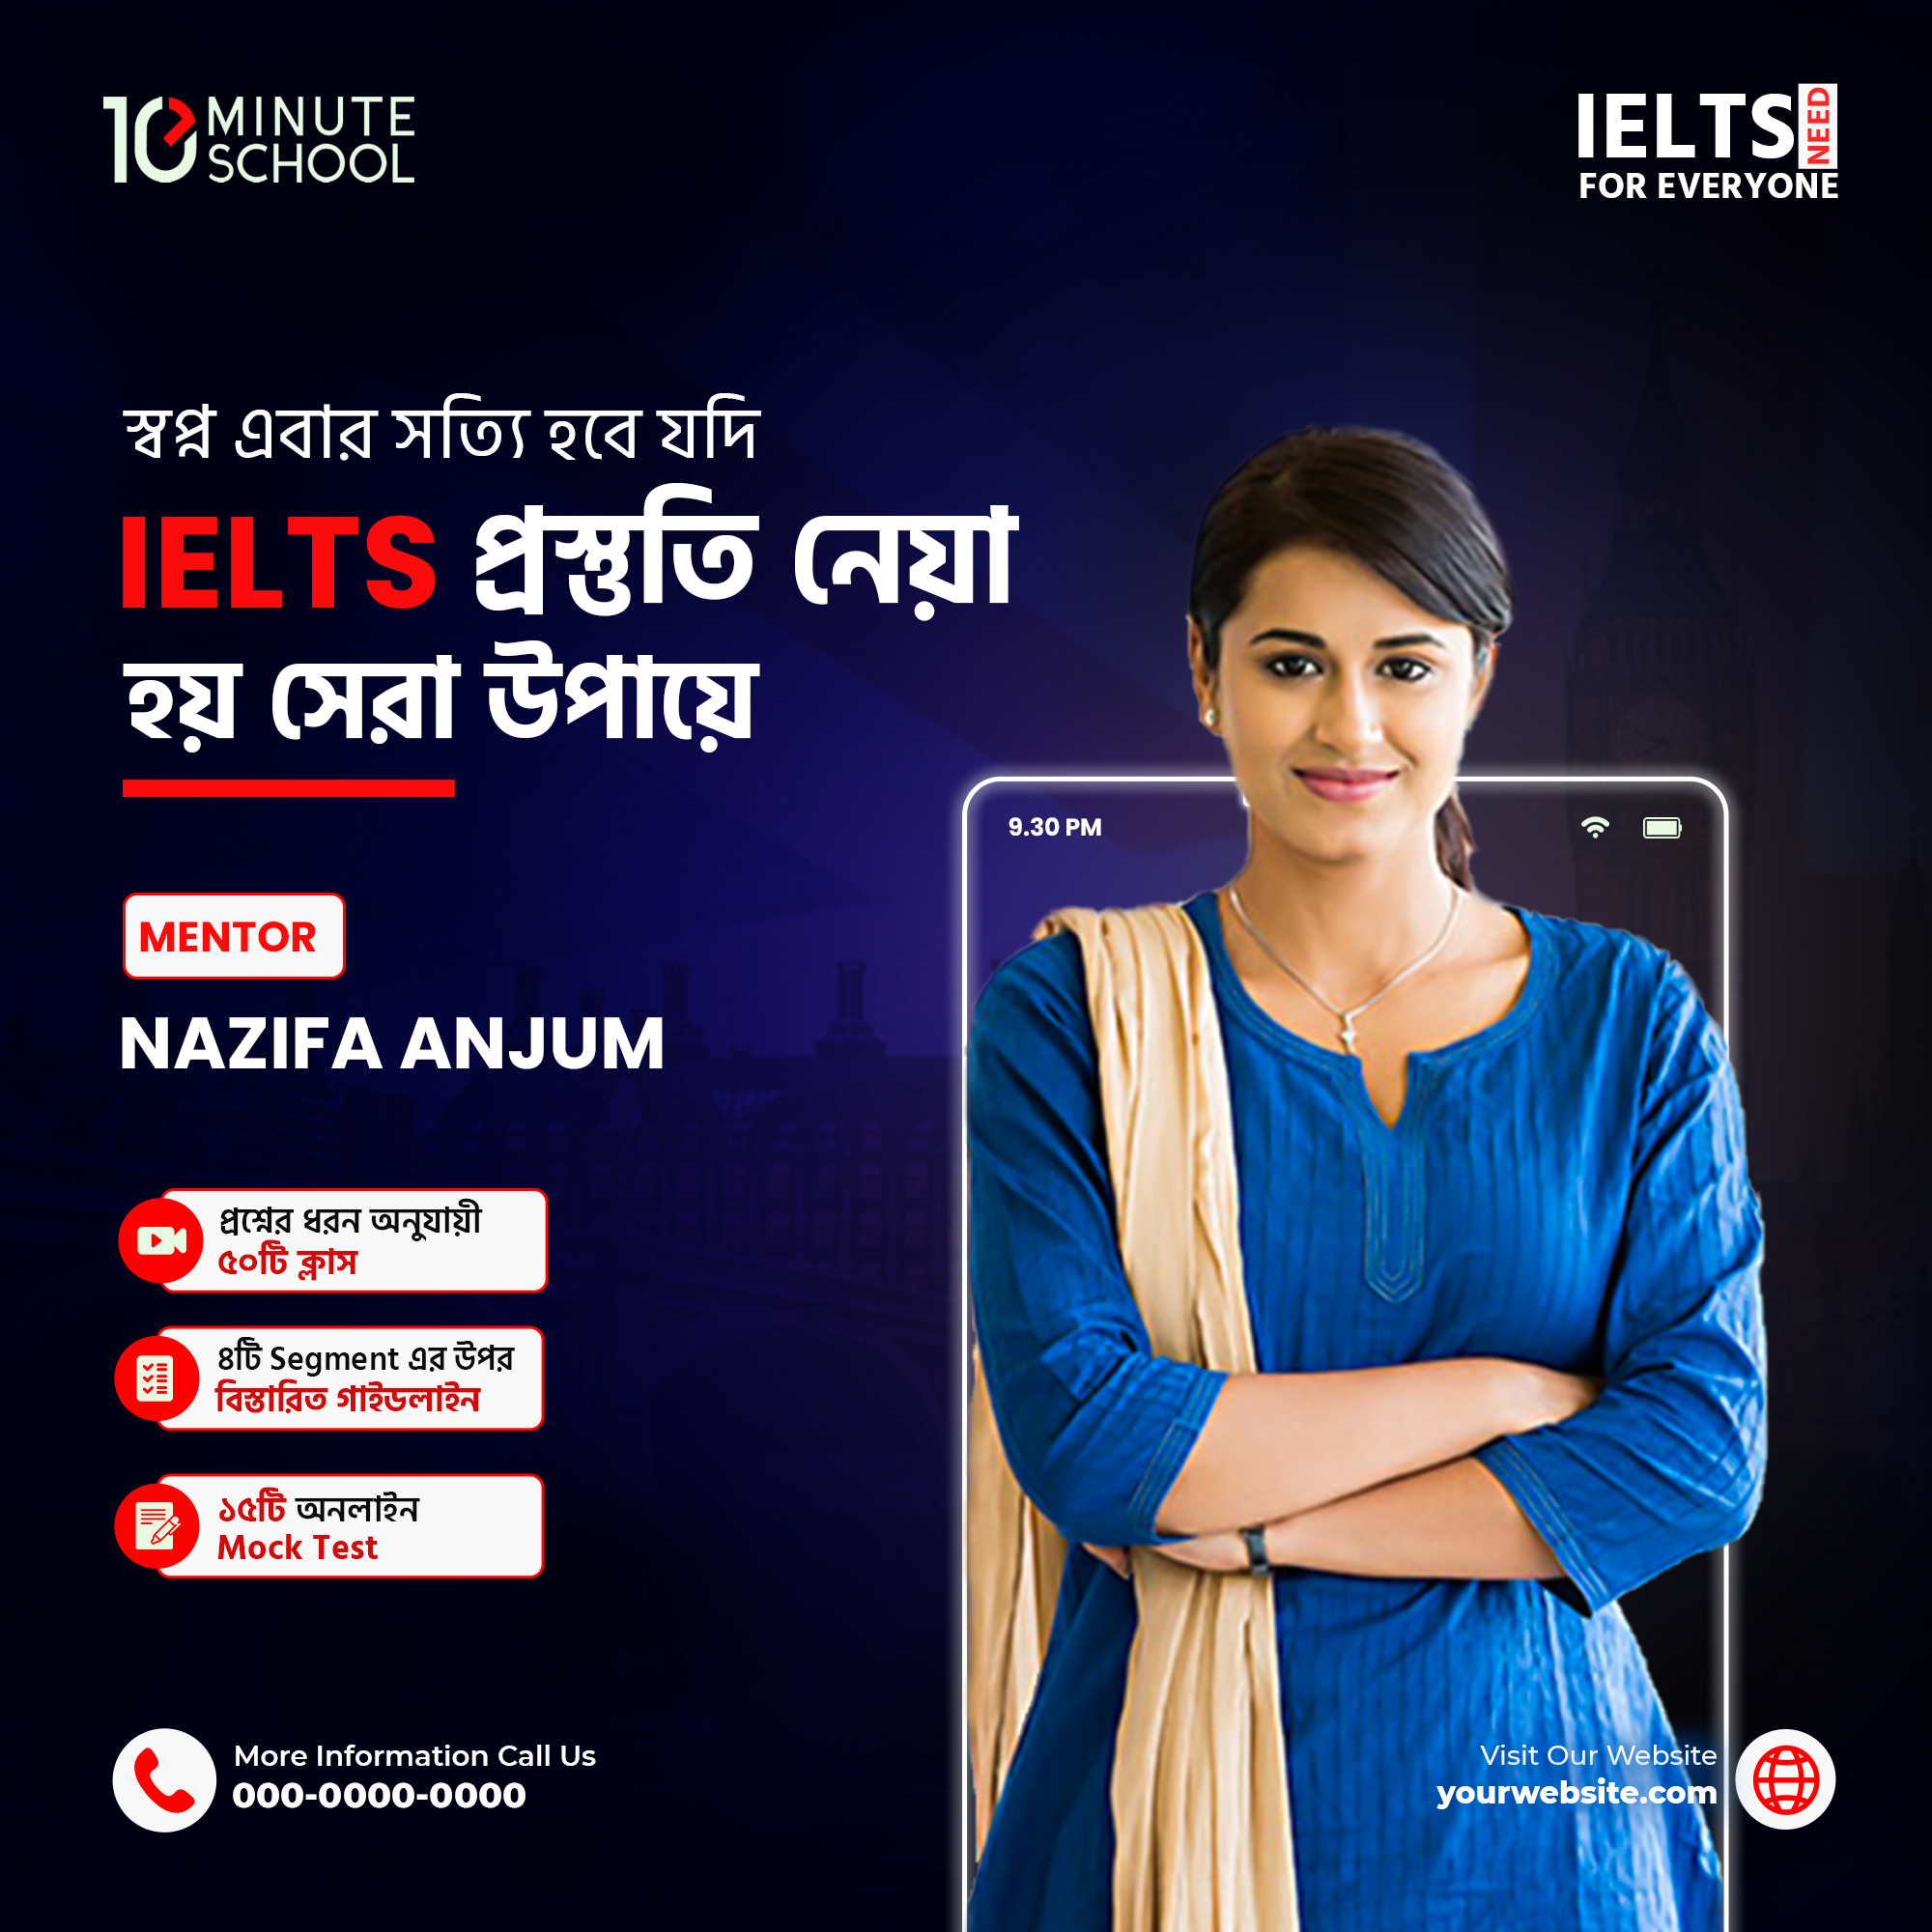 10 MINUTE
SCHOOL
IELTS NEED
FOR EVERYONE
স্বপ্ন এবার সত্যি হবে যদি
IELTS প্রস্তুতি নেয়া
হয় সেরা উপায়ে
9.30 PM
MENTOR
NAZIFA ANJUM
প্রশ্নের ধরন অনুযায়ী
৫০টি ক্লাস
৪টি Segment এর উপর
বিস্তারিত গাইডলাইন
১৫টি অনলাইন
Mock Test
More Information Call Us
000-0000-0000
Visit Our Website
yourwebsite.com